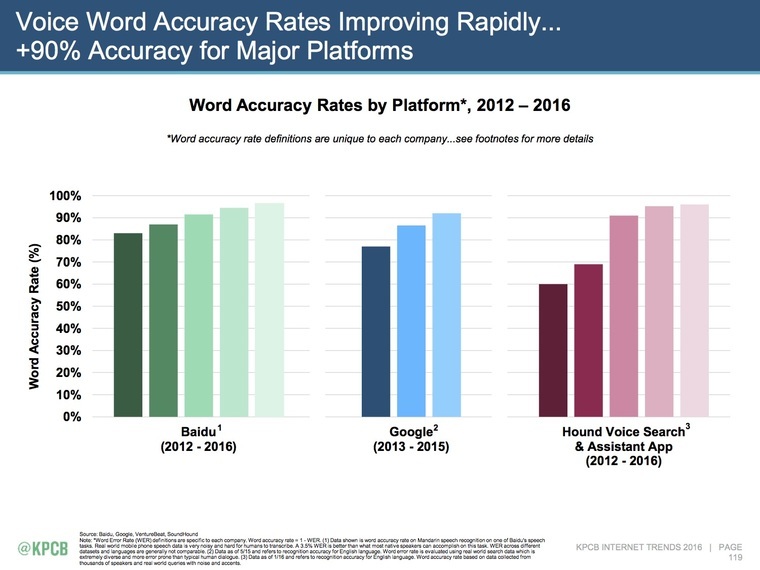 Voice Word Accuracy Rates Improving Rapidly...
+90% Accuracy for Major Platforms
Word Accuracy Rates by Platform*, 2012 – 2016
*Word accuracy rate definitions are unique to each company...see footnotes for more details
Word Accuracy Rate (%)
100%
90%
80%
70%
60%
50%
40%
30%
20%
10%
0%
Baidu1
(2012 - 2016)
Google2
(2013 - 2015)
Hound Voice Search3
& Assistant App
(2012 - 2016)
@KPCB
Source: Baidu, Google, VentureBeat, SoundHound
Note: *Word Error Rate (WER) definitions are specific to each company. Word accuracy rate = 1 - WER. (1) Data shown is word accuracy rate on Mandarin speech recognition on one of Baidu's speech
tasks. Real world mobile phone speech data is very noisy and hard for humans to transcribe. A 3.5% WER is better than what most native speakers can accomplish on this task. WER across different
datasets and languages are generally not comparable. (2) Data as of 5/15 and refers to recognition accuracy for English language. Word error rate is evaluated using real world search data which is
extremely diverse and more error prone than typical human dialogue. (3) Data as of 1/16 and refers to recognition accuracy for English language. Word accuracy rate based on data collected from
thousands of speakers and real world queries with noise and accents.
KPCB INTERNET TRENDS 2016 | PAGE
119